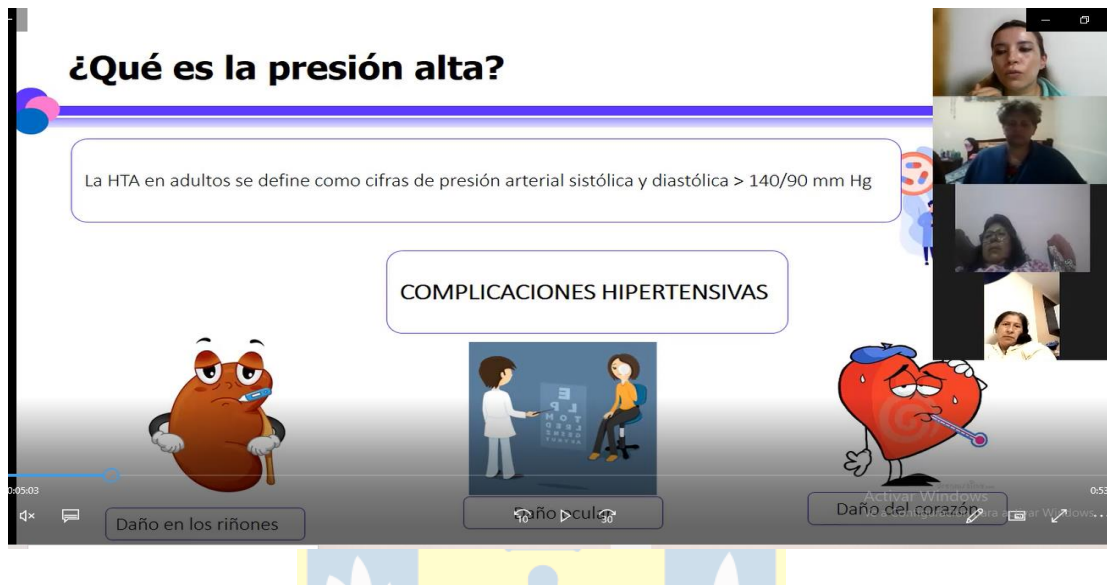 ¿Qué es la presión alta?
La HTA en adultos se define como cifras de presión arterial sistólica y diastólica > 140/90 mm Hg
COMPLICACIONES HIPERTENSIVAS
E
L P
T O H
Daño en los riñones
Daño ocular
Daño del corazón
0:05:03
0:53
10
30
Activar Windows